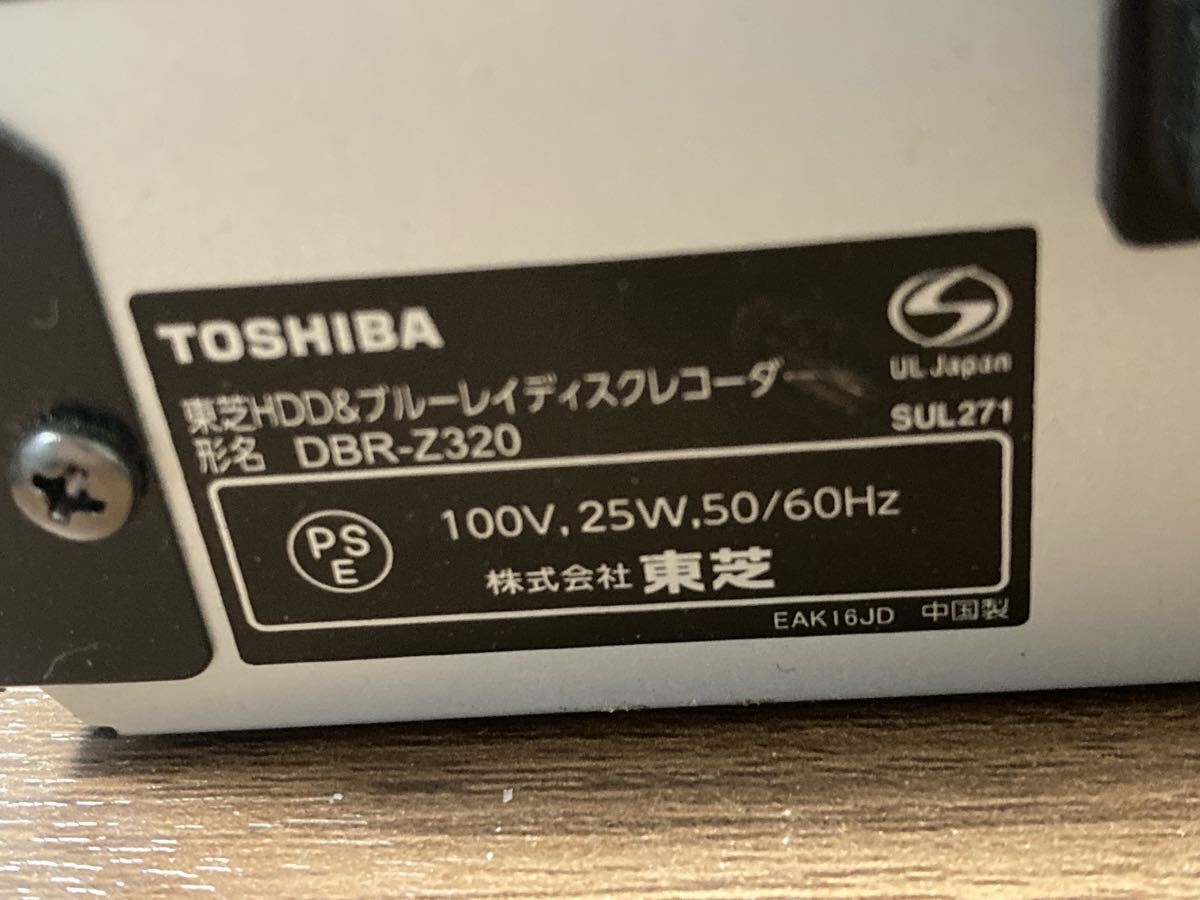 TOSHIBA
UL Japan
東芝HDD&ブルーレイディスクレコーダー
SUL271
形名 DBR-Z320
PSE
100V, 25W, 50/60Hz
株式会社 東芝
EAK16JD 中国製